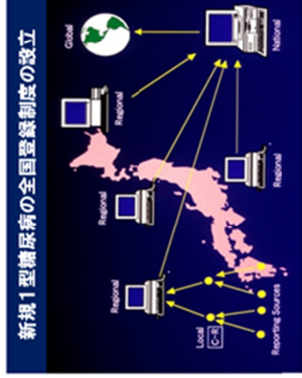 新規１型糖尿病の全国登録制度の設立
Global
National
Regional
Regional
Regional
Regional
Local
C-R
Reporting Sources